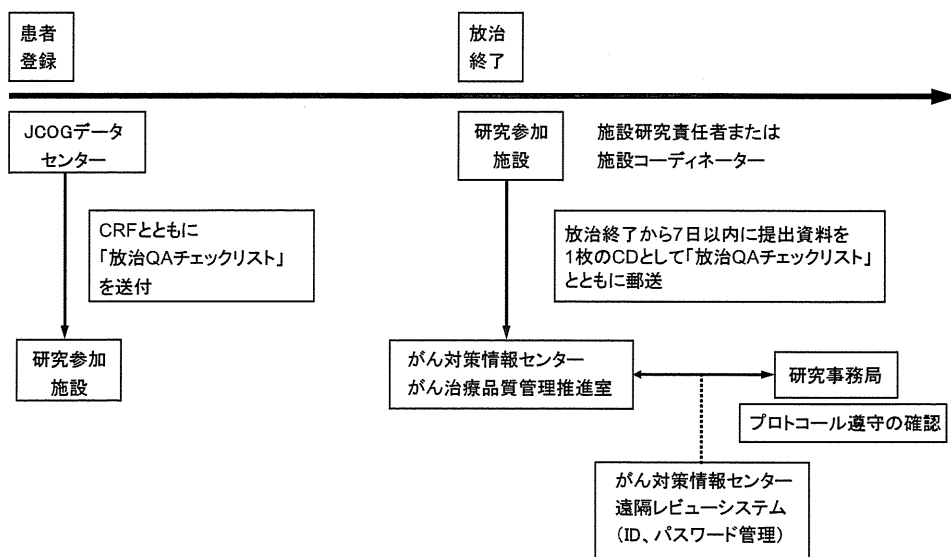 患者
登録
放治
終了
JCOGデータ
センター
研究参加
施設
施設研究責任者または
施設コーディネーター
CRFとともに
「放治QAチェックリスト」
を送付
放治終了から7日以内に提出資料を
1枚のCDとして「放治QAチェックリスト」
とともに郵送
研究参加
施設
がん対策情報センター
がん治療品質管理推進室
研究事務局
プロトコール遵守の確認
がん対策情報センター
遠隔レビューシステム
(ID、パスワード管理)